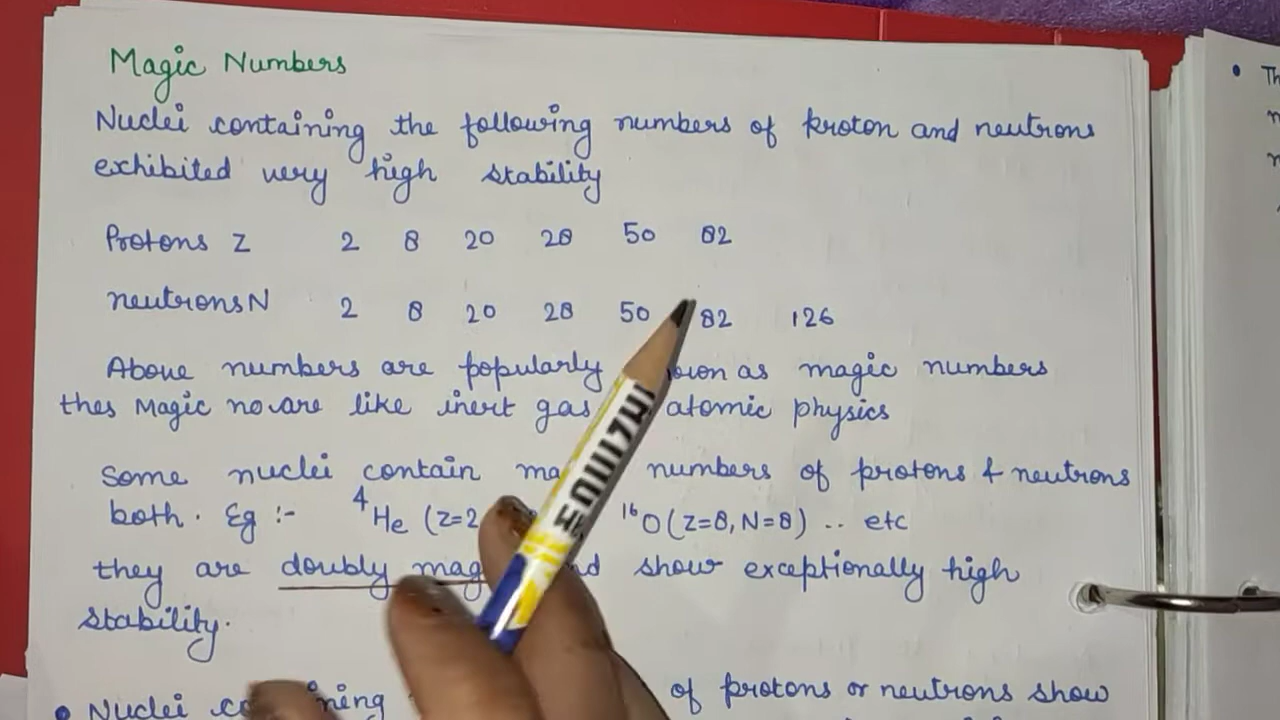 Magic Numbers
Nuclei containing the following numbers of proton and neutrons
exhibited very high stability
Protons Z 2 8 20 28 50 82
neutrons N 2 8 20 28 50 82 126
Above numbers are popularly as magic numbers
thes Magic no. are like inert gas atomic physics
Some nuclei contain numbers of protons & neutrons
both. Eg :- ⁴He (Z=2 ¹⁶O (Z=8, N=8) .. etc
they are doubly show exceptionally high
stability.
• Nuclei of protons or neutrons show
•